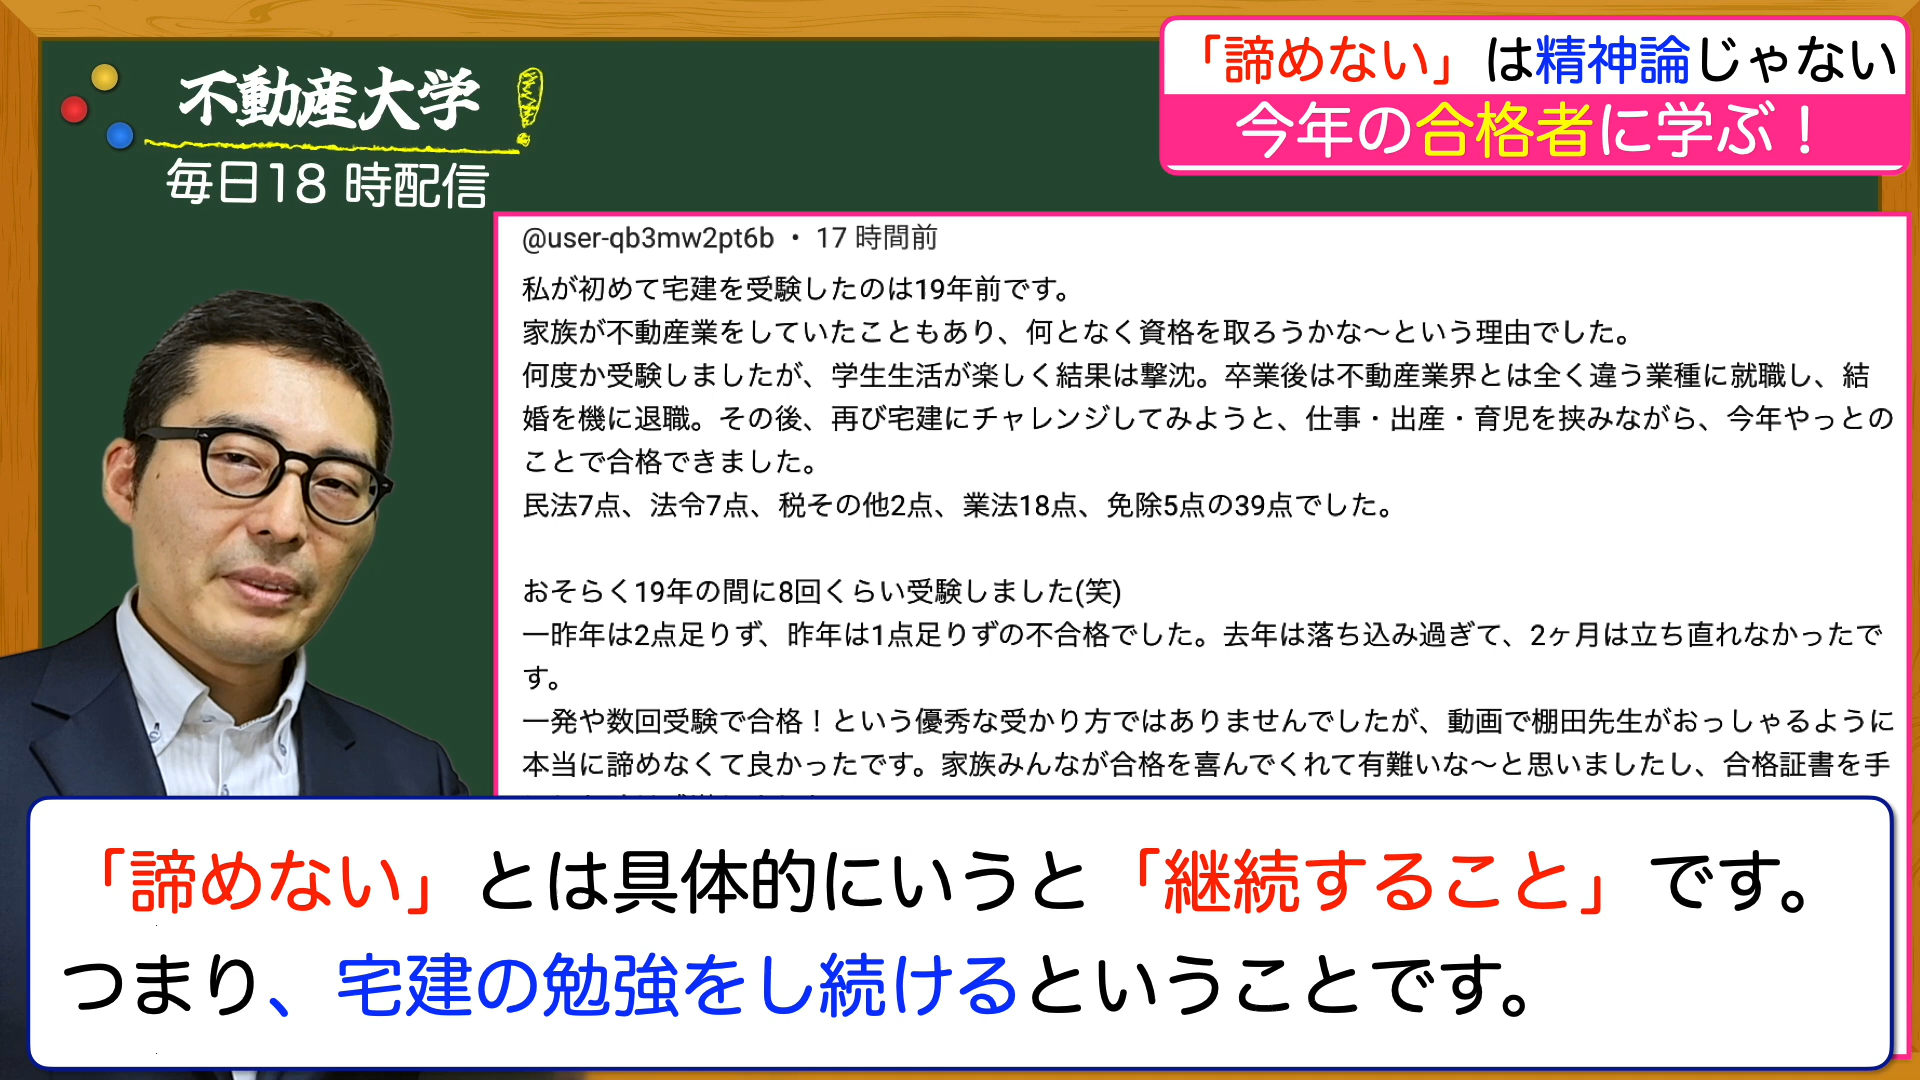 不動産大学!
毎日18 時配信
「諦めない」は精神論じゃない
今年の合格者に学ぶ！
@user-qb3mw2pt6b ・ 17 時間前
私が初めて宅建を受験したのは19年前です。
家族が不動産業をしていたこともあり、何となく資格を取ろうかな〜という理由でした。
何度か受験しましたが、学生生活が楽しく結果は撃沈。卒業後は不動産業界とは全く違う業種に就職し、結
婚を機に退職。その後、再び宅建にチャレンジしてみようと、仕事・出産・育児を挟みながら、今年やっとの
ことで合格できました。
民法7点、法令7点、税その他2点、業法18点、免除5点の39点でした。
おそらく19年の間に8回くらい受験しました(笑)
一昨年は2点足りず、昨年は1点足りずの不合格でした。去年は落ち込み過ぎて、2ヶ月は立ち直れなかったで
す。
一発や数回受験で合格！という優秀な受かり方ではありませんでしたが、動画で棚田先生がおっしゃるように
本当に諦めなくて良かったです。家族みんなが合格を喜んでくれて有難いな〜と思いましたし、合格証書を手
「諦めない」とは具体的にいうと「継続すること」です。
つまり、宅建の勉強をし続けるということです。